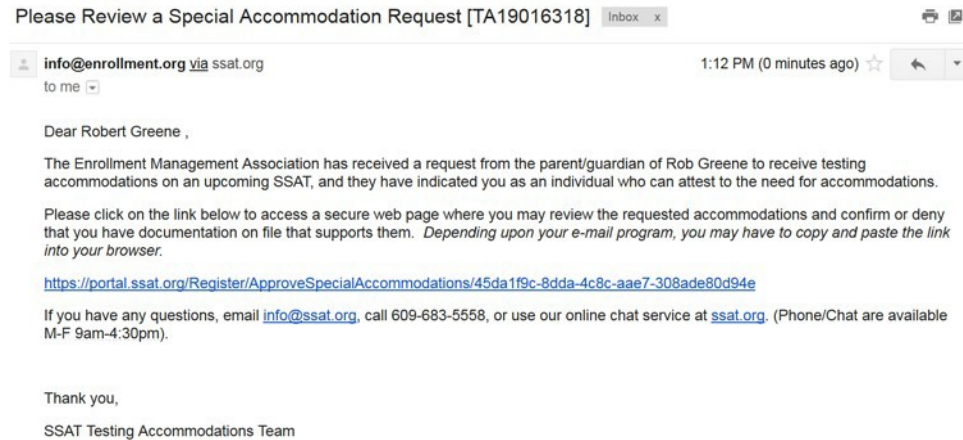 Please Review a Special Accommodation Request [TA19016318] Inbox x
info@enrollment.org via ssat.org 1:12 PM (0 minutes ago)
to me
Dear Robert Greene ,
The Enrollment Management Association has received a request from the parent/guardian of Rob Greene to receive testing
accommodations on an upcoming SSAT, and they have indicated you as an individual who can attest to the need for accommodations.
Please click on the link below to access a secure web page where you may review the requested accommodations and confirm or deny
that you have documentation on file that supports them. Depending upon your e-mail program, you may have to copy and paste the link
into your browser.
https://portal.ssat.org/Register/ApproveSpecialAccommodations/45da1f9c-8dda-4c8c-aae7-308ade80d94e
If you have any questions, email info@ssat.org, call 609-683-5558, or use our online chat service at ssat.org. (Phone/Chat are available
M-F 9am-4:30pm).
Thank you,
SSAT Testing Accommodations Team